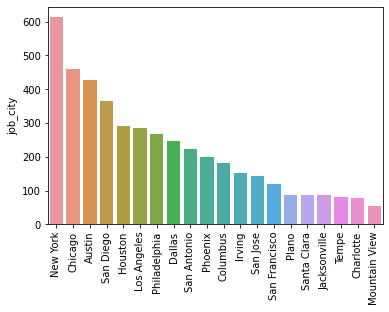 600
500
400
300
200
100
0
job_city
New York
Chicago
Austin
San Diego
Houston
Los Angeles
Philadelphia
Dallas
San Antonio
Phoenix
Columbus
Irving
San Jose
San Francisco
Plano
Santa Clara
Jacksonville
Tempe
Charlotte
Mountain View